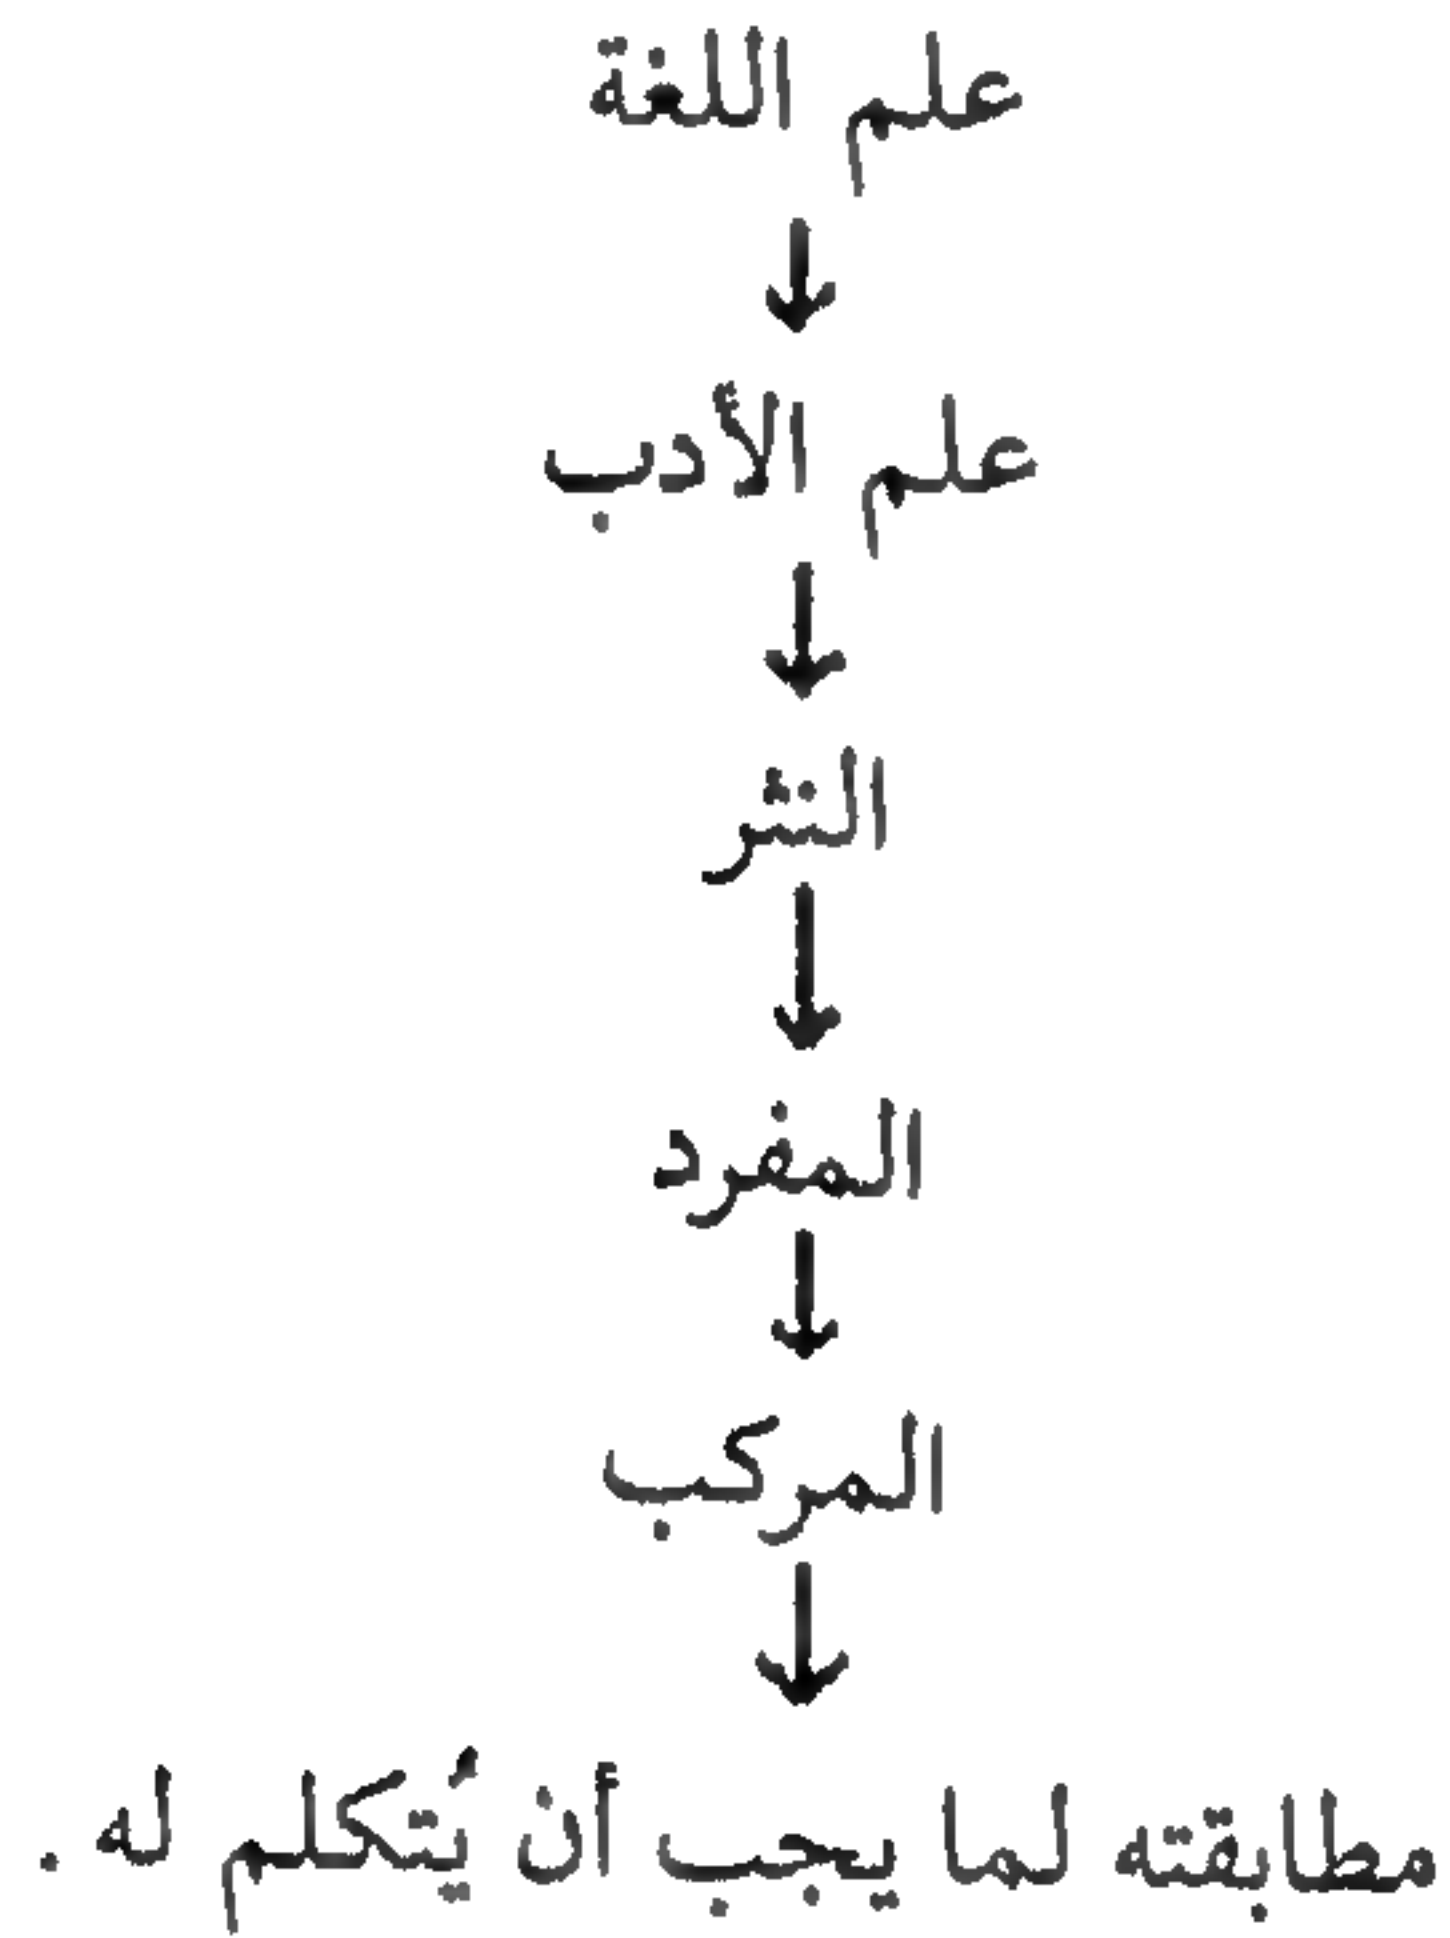 علم اللغة
علم الأدب
النثر
المفرد
المركب
مطابقته لما يجب أن يُتكلم له .